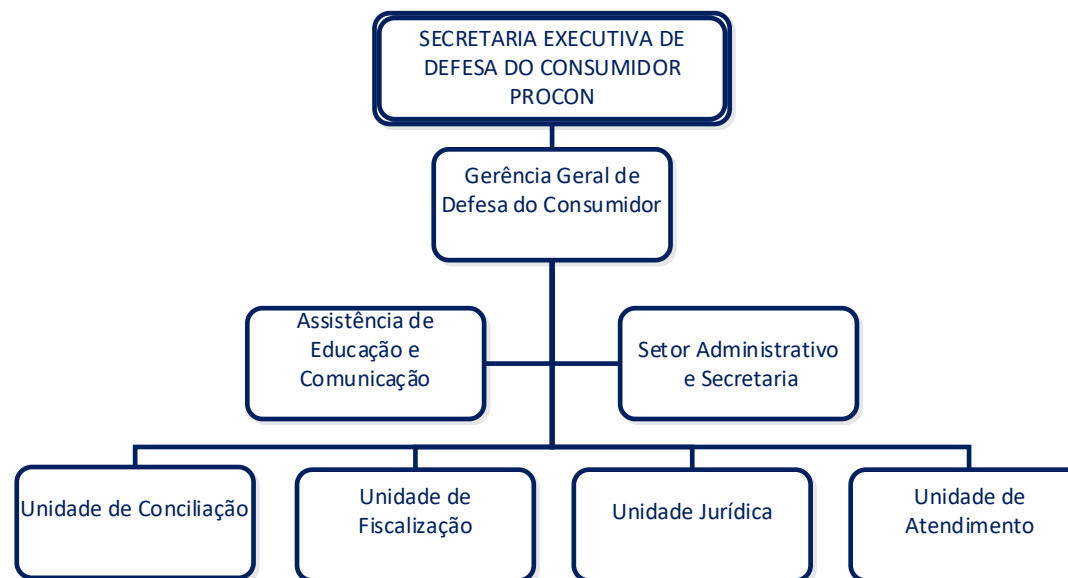 SECRETARIA EXECUTIVA DE
DEFESA DO CONSUMIDOR
PROCON
Gerência Geral de
Defesa do Consumidor
Assistência de
Educação e
Comunicação
Setor Administrativo
e Secretaria
Unidade de Conciliação
Unidade de
Fiscalização
Unidade Jurídica
Unidade de
Atendimento